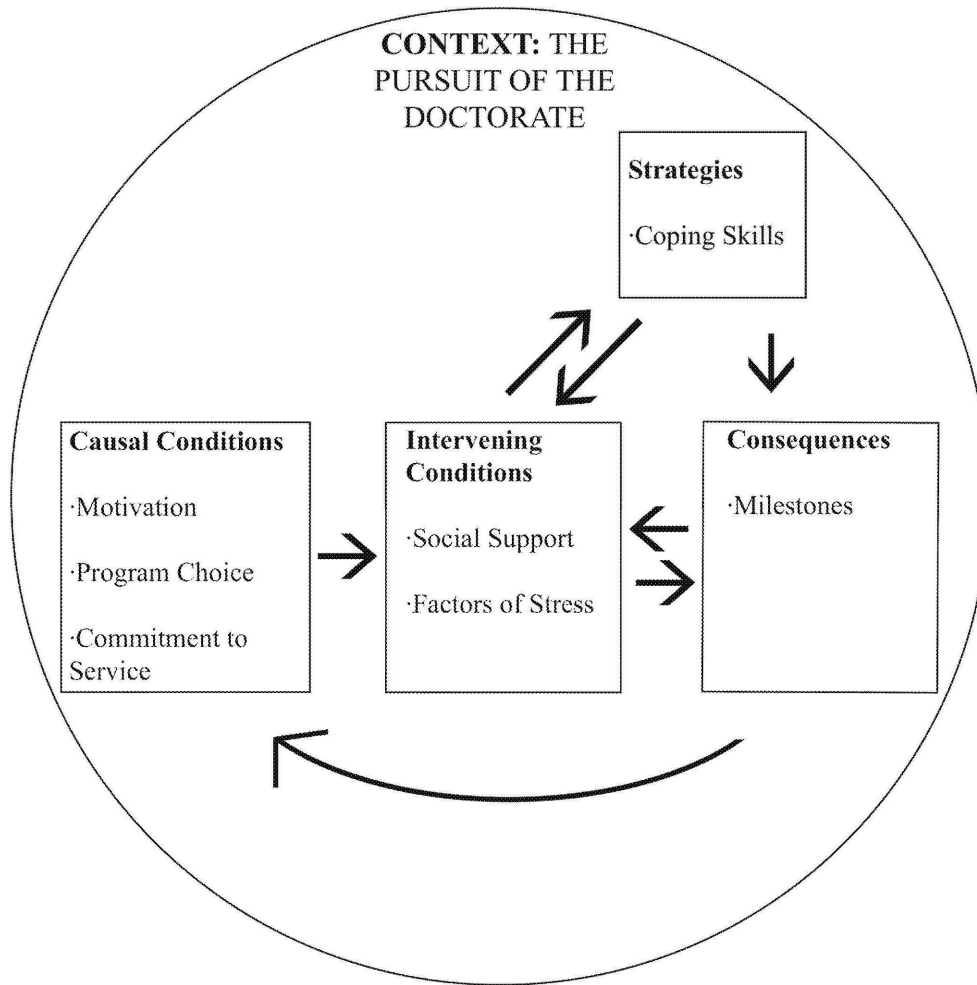 CONTEXT: THE
PURSUIT OF THE
DOCTORATE
Strategies
·Coping Skills
Causal Conditions
·Motivation
·Program Choice
·Commitment to
Service
Intervening
Conditions
·Social Support
·Factors of Stress
Consequences
·Milestones